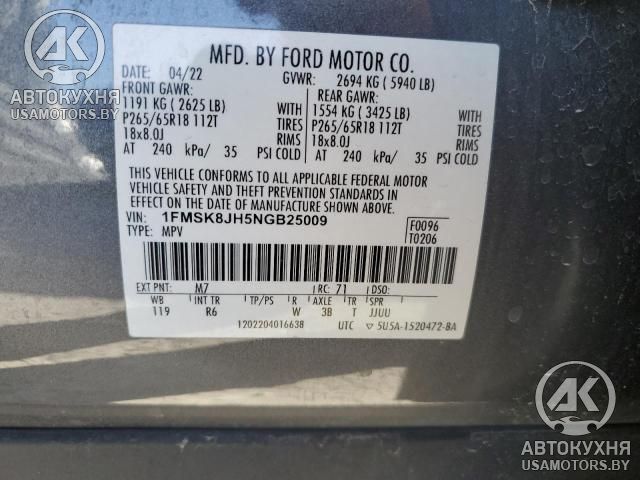 MFD. BY FORD MOTOR CO.
DATE: 04/22 GVWR: 2694 KG ( 5940 LB)
FRONT GAWR: REAR GAWR:
1191 KG ( 2625 LB) WITH 1554 KG ( 3425 LB) WITH
P265/65R18 112T TIRES P265/65R18 112T TIRES
18x8.0J RIMS 18x8.0J RIMS
AT 240 kPa/ 35 PSI COLD AT 240 kPa/ 35 PSI COLD
THIS VEHICLE CONFORMS TO ALL APPLICABLE FEDERAL MOTOR
VEHICLE SAFETY AND THEFT PREVENTION STANDARDS IN
EFFECT ON THE DATE OF MANUFACTURE SHOWN ABOVE.
VIN: 1FMSK8JH5NGB25009 F0096
TYPE: MPV T0206
EXT PNT: M7 RC: 71 DSO:
WB INT TR TP/PS R AXLE TR SPR
119 R6 W 3B T JJUU
1202204016638 UTC ▽ 5U5A-1520472-BA
АК
АВТОКУХНЯ
USAMOTORS.BY
АК
АВТОКУХНЯ
USAMOTORS.BY